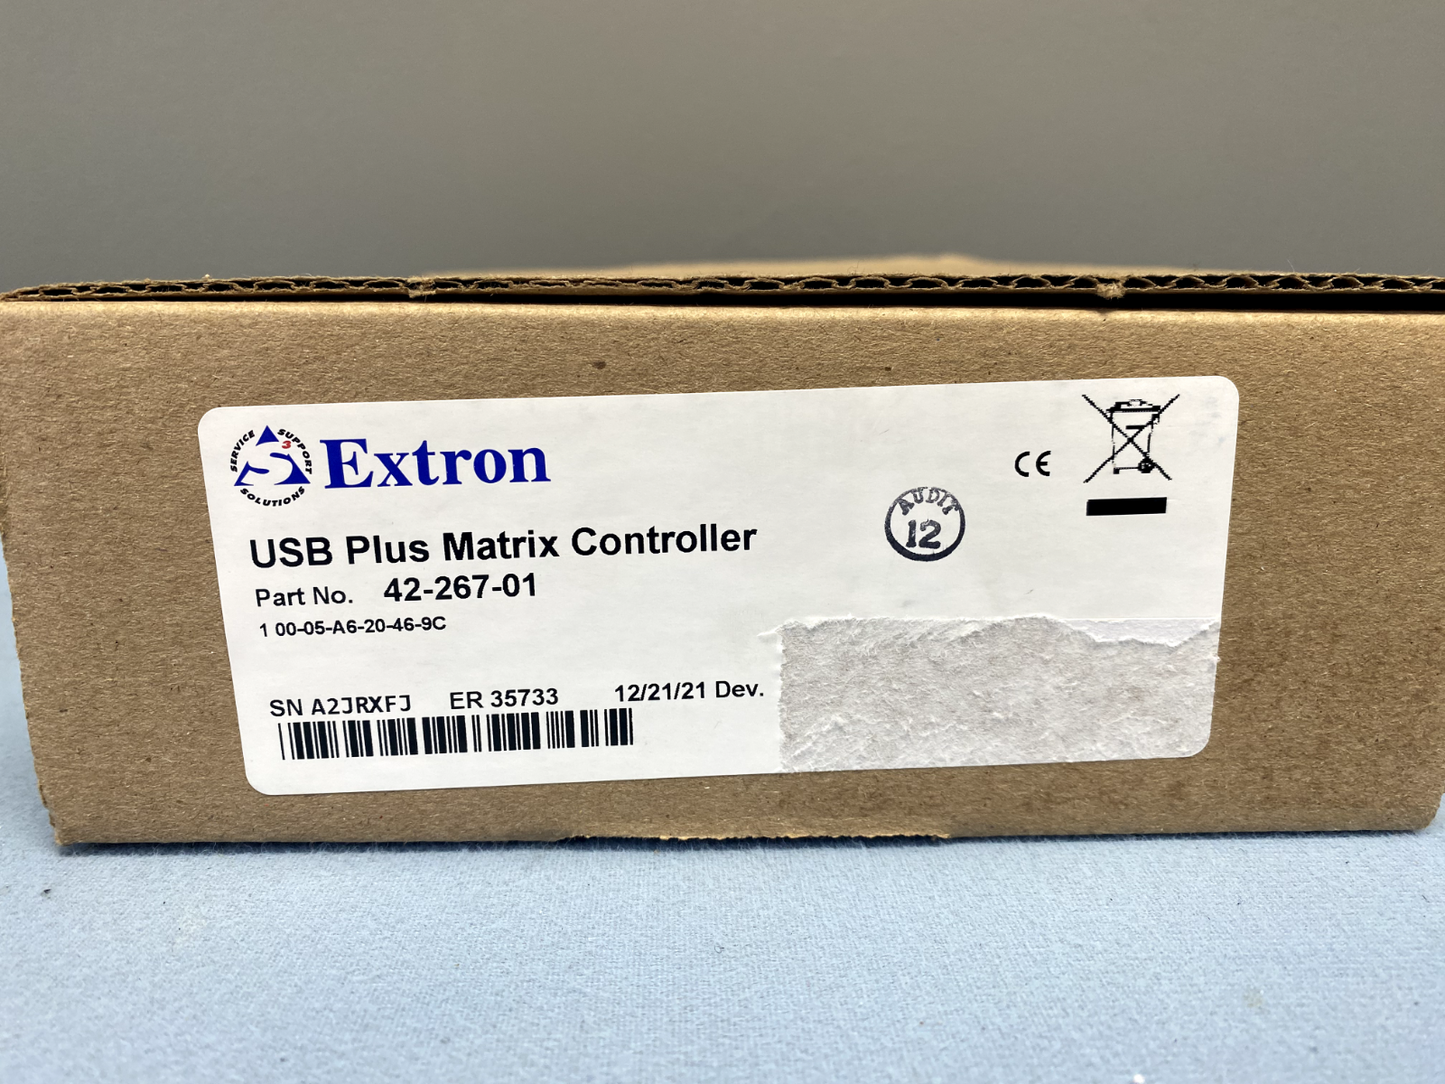 SERVICE SUPPORT SOLUTIONS
S3
Extron
CE
AUDIT
12
USB Plus Matrix Controller
Part No. 42-267-01
1 00-05-A6-20-46-9C
SN A2JRXFJ ER 35733 12/21/21 Dev.